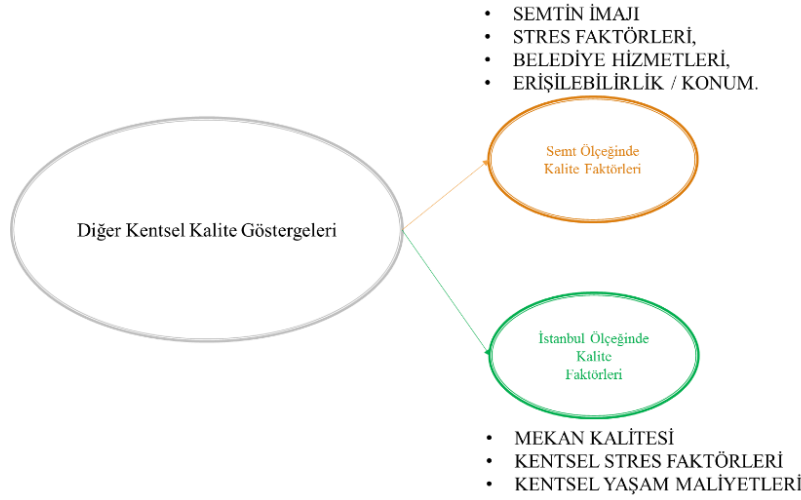 • SEMTİN İMAJI
• STRES FAKTÖRLERİ,
• BELEDİYE HİZMETLERİ,
• ERİŞİLEBİLİRLİK / KONUM.
Semt Ölçeğinde
Kalite Faktörleri
Diğer Kentsel Kalite Göstergeleri
İstanbul Ölçeğinde
Kalite
Faktörleri
• MEKAN KALİTESİ
• KENTSEL STRES FAKTÖRLERİ
• KENTSEL YAŞAM MALİYETLERİ